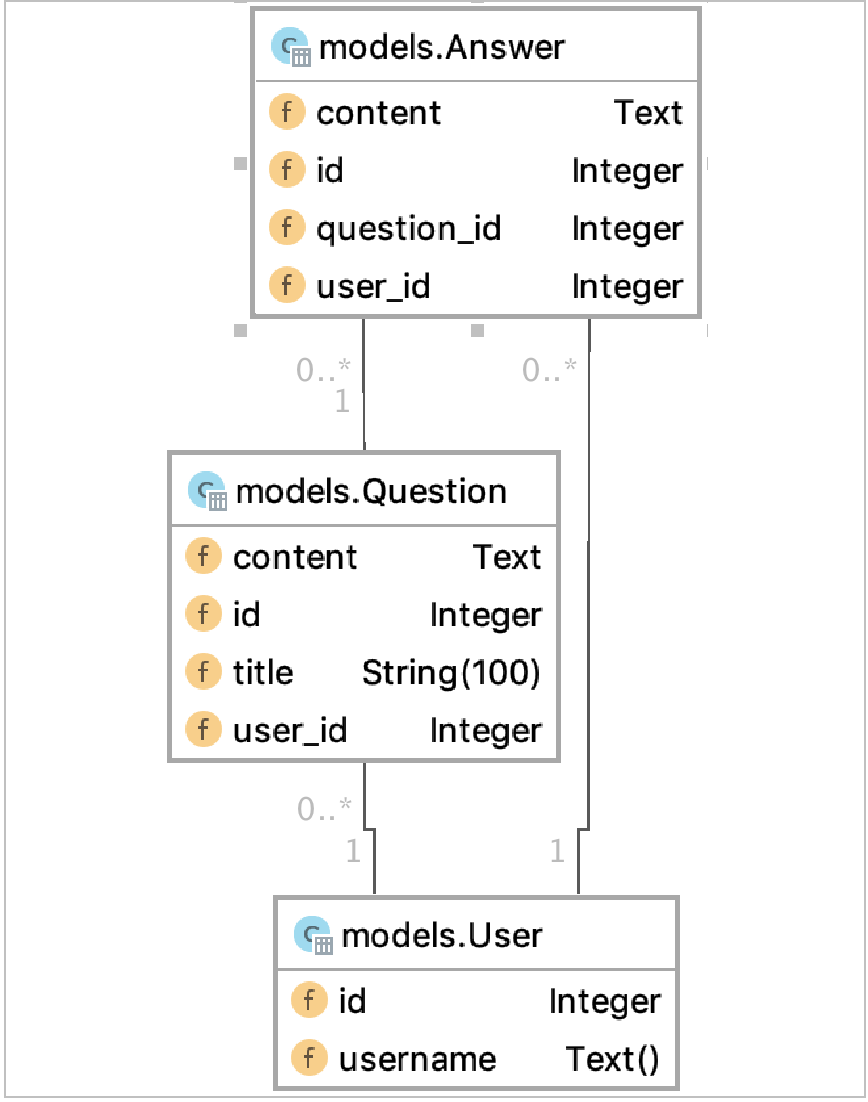 models.Answer
f content Text
f id Integer
f question_id Integer
f user_id Integer
0..* 0..*
1
models.Question
f content Text
f id Integer
f title String(100)
f user_id Integer
0..*
1 1
models.User
f id Integer
f username Text()